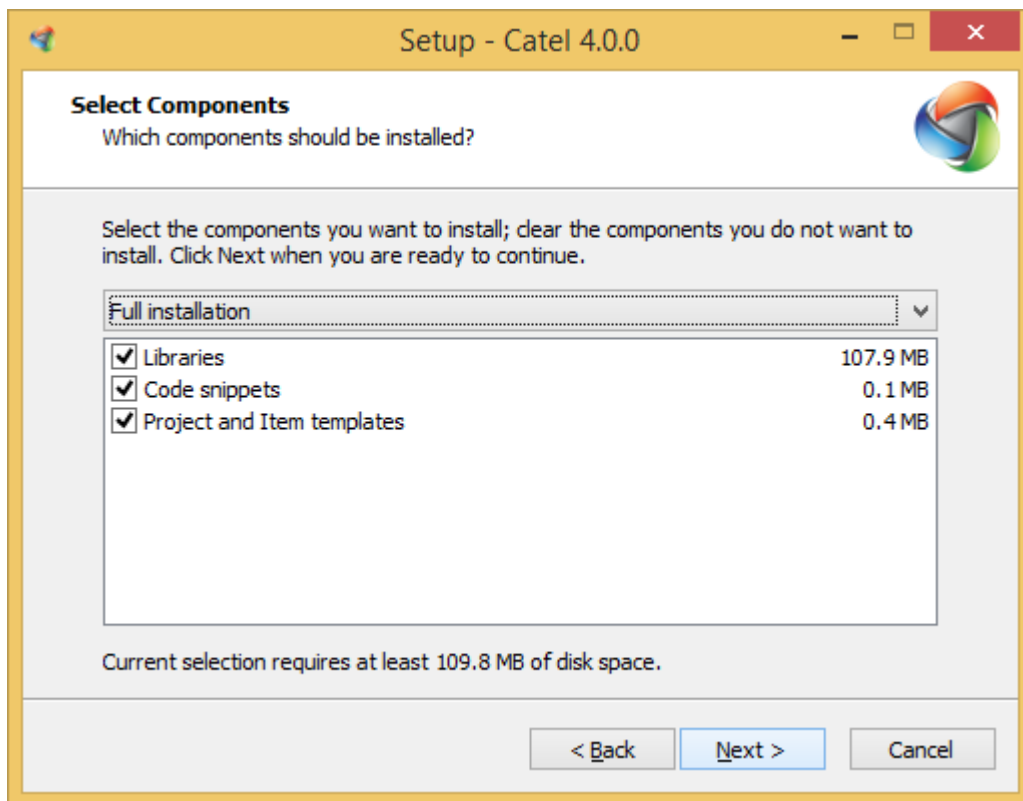 Setup - Catel 4.0.0
Select Components
Which components should be installed?
Select the components you want to install; clear the components you do not want to
install. Click Next when you are ready to continue.
Full installation
Libraries 107.9 MB
Code snippets 0.1 MB
Project and Item templates 0.4 MB
Current selection requires at least 109.8 MB of disk space.
< Back Next > Cancel